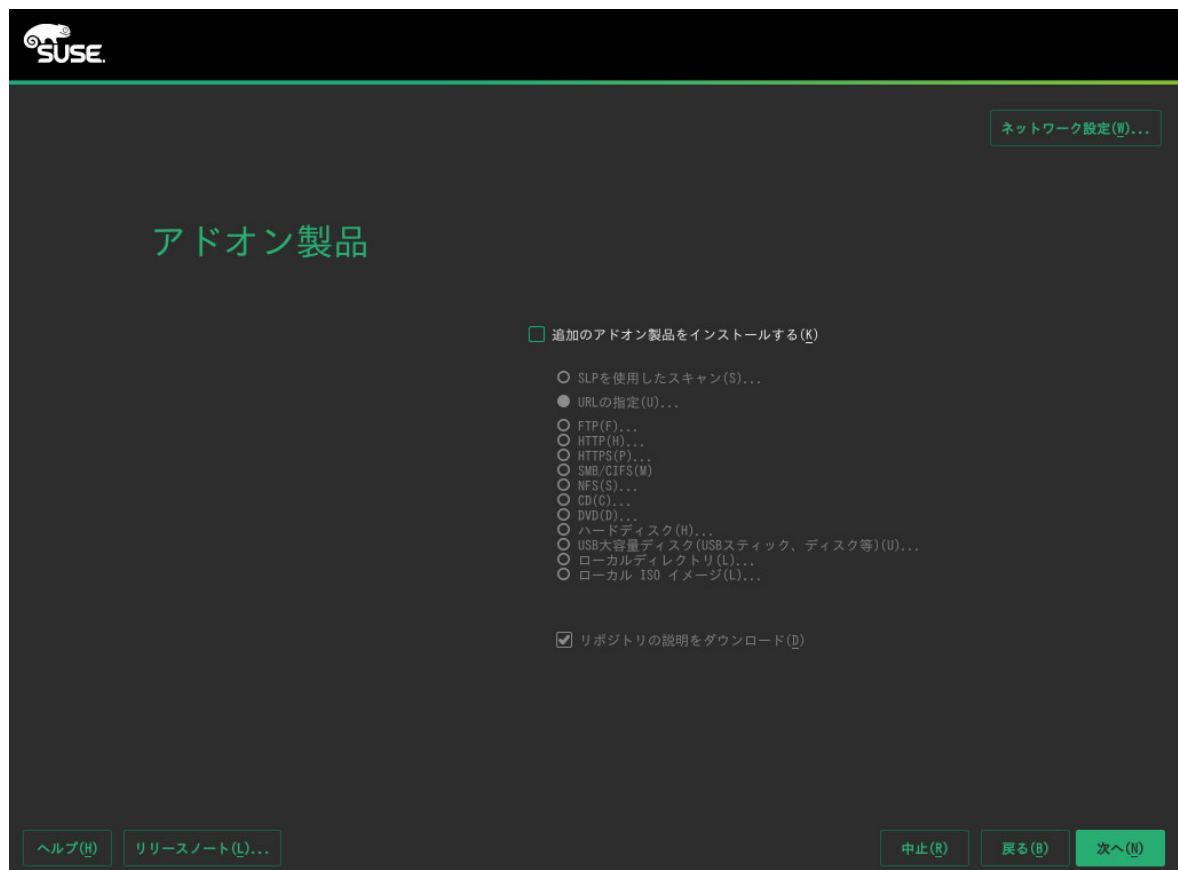 SUSE.
ネットワーク設定(W)...
アドオン製品
追加のアドオン製品をインストールする(K)
SLPを使用したスキャン(S)...
URLの指定(U)...
FTP(F)...
HTTP(H)...
HTTPS(P)...
SMB/CIFS(M)
NFS(S)...
CD(C)...
DVD(D)...
ハードディスク(H)...
USB大容量ディスク(USBスティック、ディスク等)(U)...
ローカルディレクトリ(L)...
ローカル ISO イメージ(L)...
リポジトリの説明をダウンロード(D)
ヘルプ(H) リリースノート(L)... 中止(R) 戻る(B) 次へ(N)